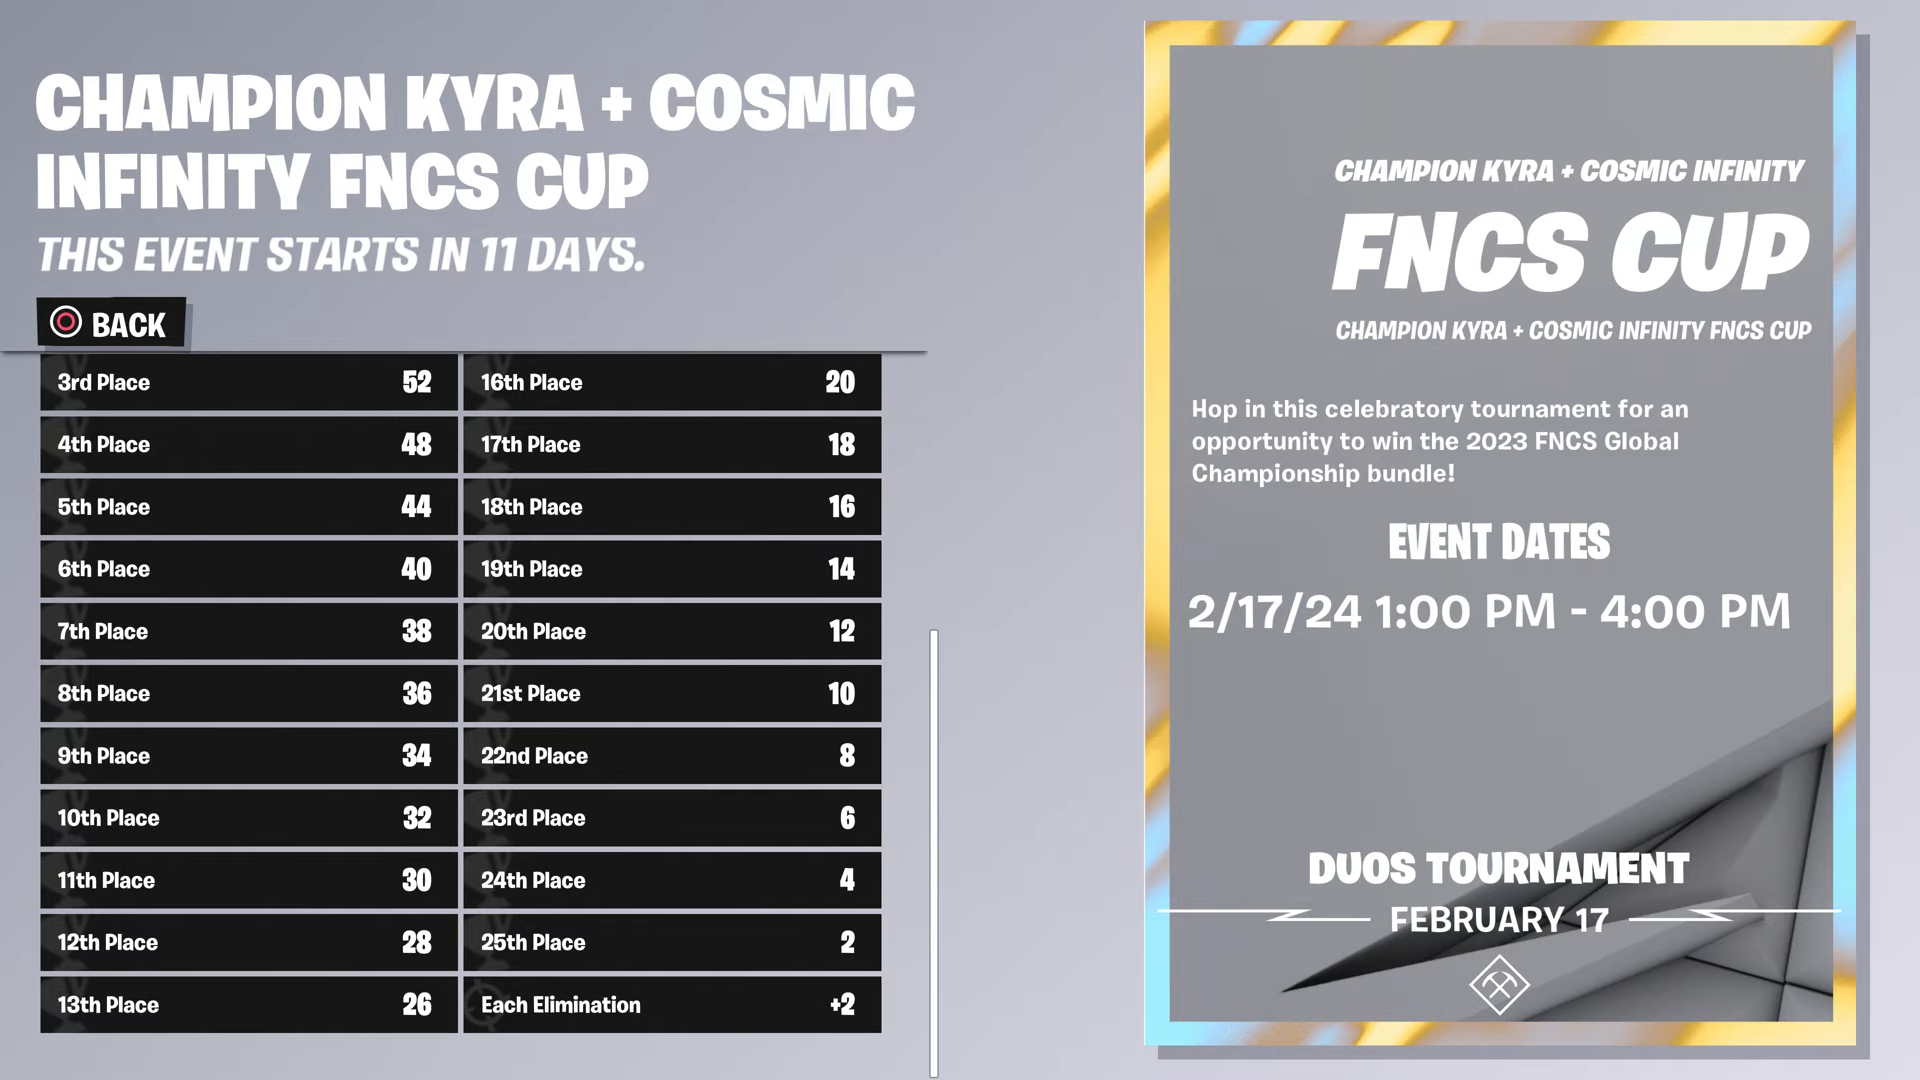 CHAMPION KYRA + COSMIC
INFINITY FNCS CUP
THIS EVENT STARTS IN 11 DAYS.
BACK
3rd Place 52
4th Place 48
5th Place 44
6th Place 40
7th Place 38
8th Place 36
9th Place 34
10th Place 32
11th Place 30
12th Place 28
13th Place 26
16th Place 20
17th Place 18
18th Place 16
19th Place 14
20th Place 12
21st Place 10
22nd Place 8
23rd Place 6
24th Place 4
25th Place 2
Each Elimination +2
CHAMPION KYRA + COSMIC INFINITY
FNCS CUP
CHAMPION KYRA + COSMIC INFINITY FNCS CUP
Hop in this celebratory tournament for an
opportunity to win the 2023 FNCS Global
Championship bundle!
EVENT DATES
2/17/24 1:00 PM - 4:00 PM
DUOS TOURNAMENT
FEBRUARY 17